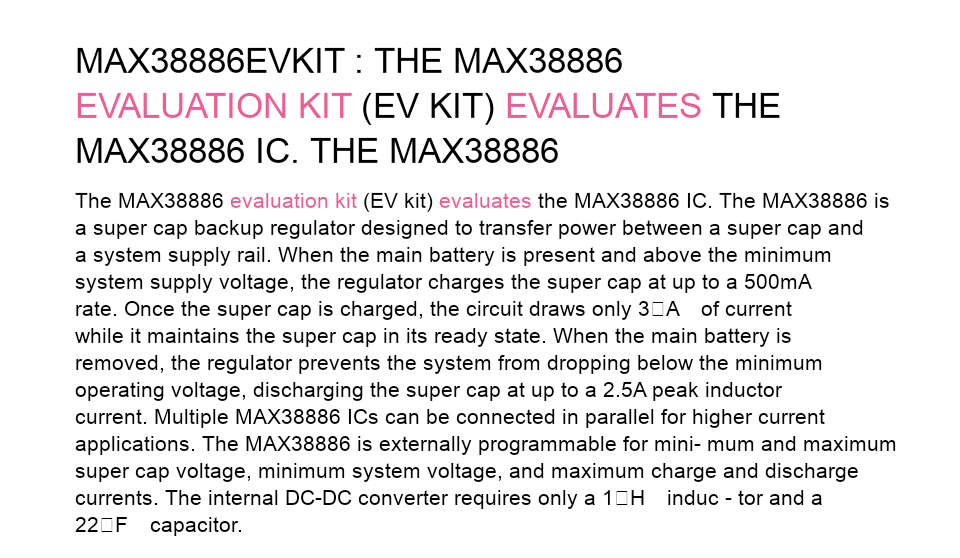 MAX38886EVKIT : THE MAX38886
EVALUATION KIT (EV KIT) EVALUATES THE
MAX38886 IC. THE MAX38886
The MAX38886 evaluation kit (EV kit) evaluates the MAX38886 IC. The MAX38886 is
a super cap backup regulator designed to transfer power between a super cap and
a system supply rail. When the main battery is present and above the minimum
system supply voltage, the regulator charges the super cap at up to a 500mA
rate. Once the super cap is charged, the circuit draws only 3□A of current
while it maintains the super cap in its ready state. When the main battery is
removed, the regulator prevents the system from dropping below the minimum
operating voltage, discharging the super cap at up to a 2.5A peak inductor
current. Multiple MAX38886 ICs can be connected in parallel for higher current
applications. The MAX38886 is externally programmable for mini- mum and maximum
super cap voltage, minimum system voltage, and maximum charge and discharge
currents. The internal DC-DC converter requires only a 1□H induc - tor and a
22□F capacitor.